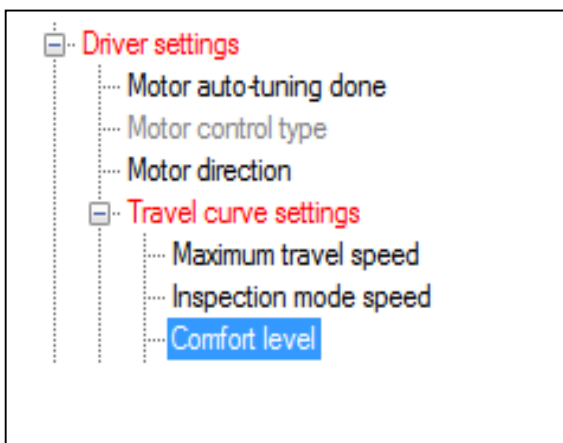 Driver settings
Motor auto-tuning done
Motor control type
Motor direction
Travel curve settings
Maximum travel speed
Inspection mode speed
Comfort level